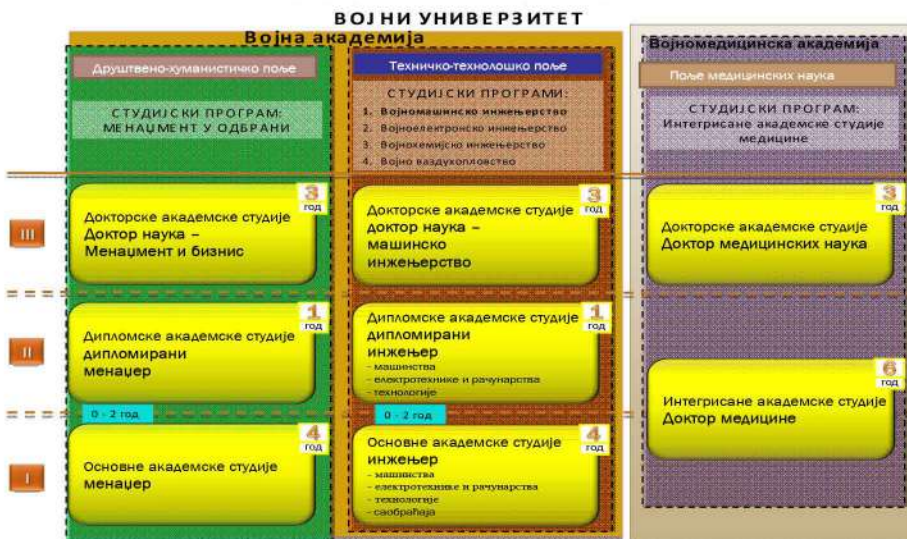 ВОЈНИ УНИВЕРЗИТЕТ
Војна академија
Војномедицинска академија
Друштвено-хуманистичко поље
СТУДИЈСКИ ПРОГРАМ:
МЕНАЏМЕНТ У ОДБРАНИ
Техничко-технолошко поље
СТУДИЈСКИ ПРОГРАМИ:
1. Војномашинско инжењерство
2. Војноелектронско инжењерство
3. Војнохемијско инжењерство
4. Војно ваздухопловство
Поље медицинских наука
СТУДИЈСКИ ПРОГРАМ:
Интегрисане академске студије
медицине
III
3
год
Докторске академске студије
Доктор наука –
Менаџмент и бизнис
3
год
Докторске академске студије
доктор наука –
машинско
инжењерство
3
год
Докторске академске студије
Доктор медицинских наука
II
1
год
Дипломске академске студије
дипломирани
менаџер
1
год
Дипломске академске студије
дипломирани
инжењер
- машинства
- електротехнике и рачунарства
- технологије
6
год
Интегрисане академске студије
Доктор медицине
0 - 2 год
0 - 2 год
I
4
год
Основне академске студије
менаџер
4
год
Основне академске студије
инжењер
- машинства
- електротехнике и рачунарства
- технологије
- саобраћаја